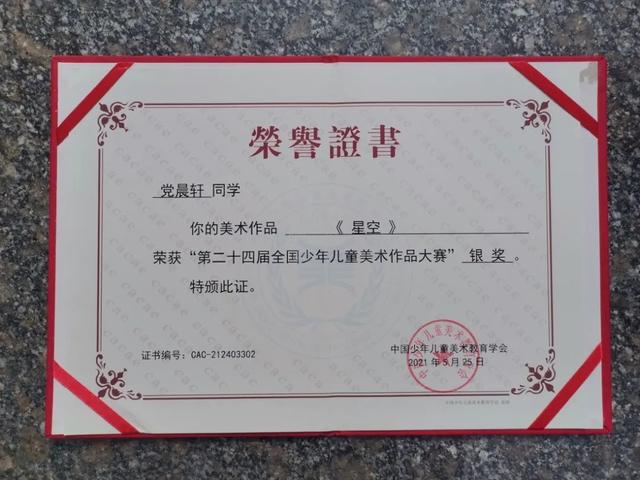 榮譽證書
党晨轩 同学
你的美术作品 《 星空 》
荣获“第二十四届全国少年儿童美术作品大赛” 银 奖 。
特颁此证。
证书编号：CAC-212403302
中国少年儿童美术教育学会
2021 年 5 月 25 日